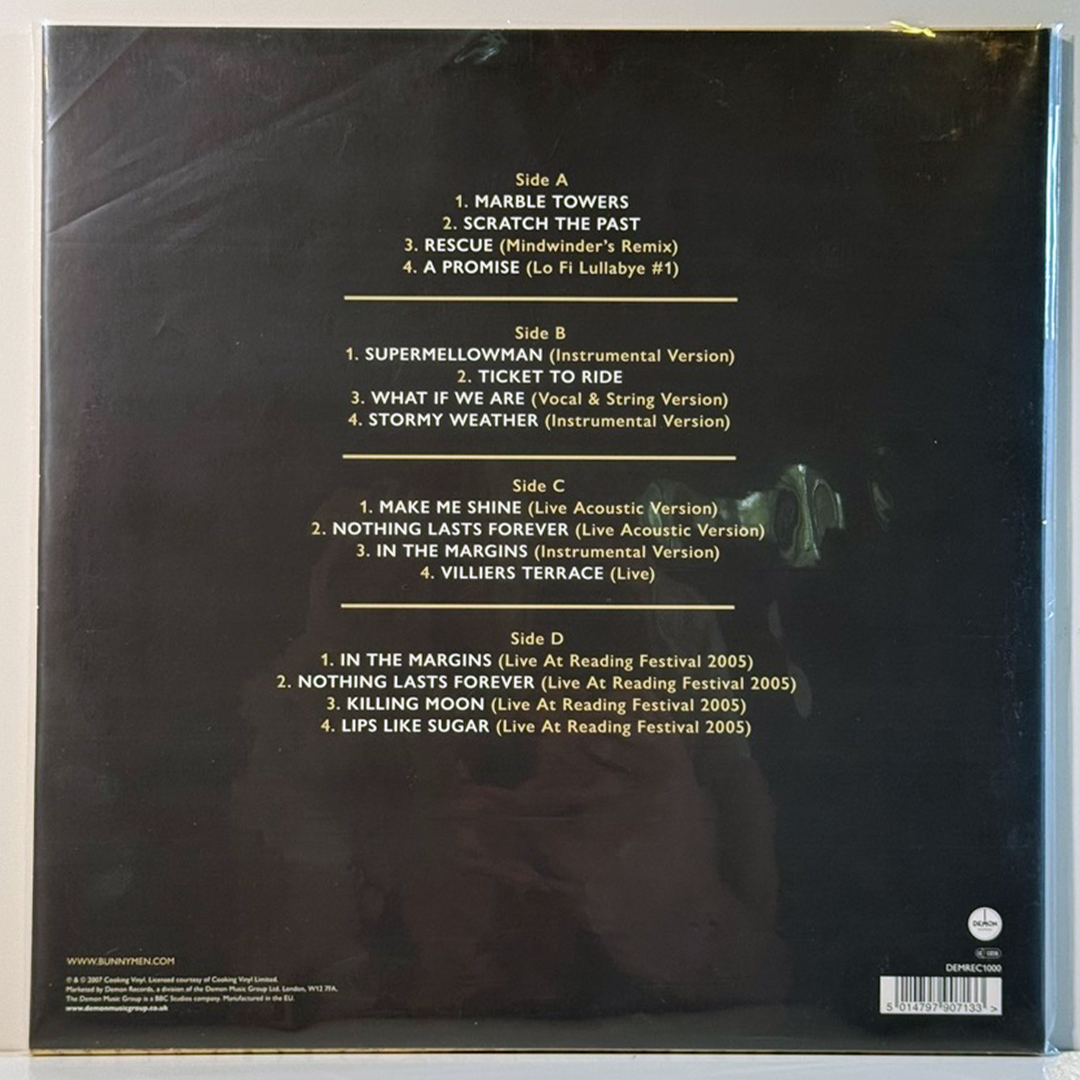 Side A
1. MARBLE TOWERS
2. SCRATCH THE PAST
3. RESCUE (Mindwinder's Remix)
4. A PROMISE (Lo Fi Lullabye #1)
Side B
1. SUPERMELLOWMAN (Instrumental Version)
2. TICKET TO RIDE
3. WHAT IF WE ARE (Vocal & String Version)
4. STORMY WEATHER (Instrumental Version)
Side C
1. MAKE ME SHINE (Live Acoustic Version)
2. NOTHING LASTS FOREVER (Live Acoustic Version)
3. IN THE MARGINS (Instrumental Version)
4. VILLIERS TERRACE (Live)
Side D
1. IN THE MARGINS (Live At Reading Festival 2005)
2. NOTHING LASTS FOREVER (Live At Reading Festival 2005)
3. KILLING MOON (Live At Reading Festival 2005)
4. LIPS LIKE SUGAR (Live At Reading Festival 2005)
WWW.BUNNYMEN.COM
℗ & © 2007 Cooking Vinyl. Licensed courtesy of Cooking Vinyl Limited.
Marketed by Demon Records, a division of the Demon Music Group Ltd. London, W12 7FA.
The Demon Music Group is a BBC Studios company. Manufactured in the EU.
www.demonmusicgroup.co.uk
DEMON
DEMREC1000
5 014797 907133 >